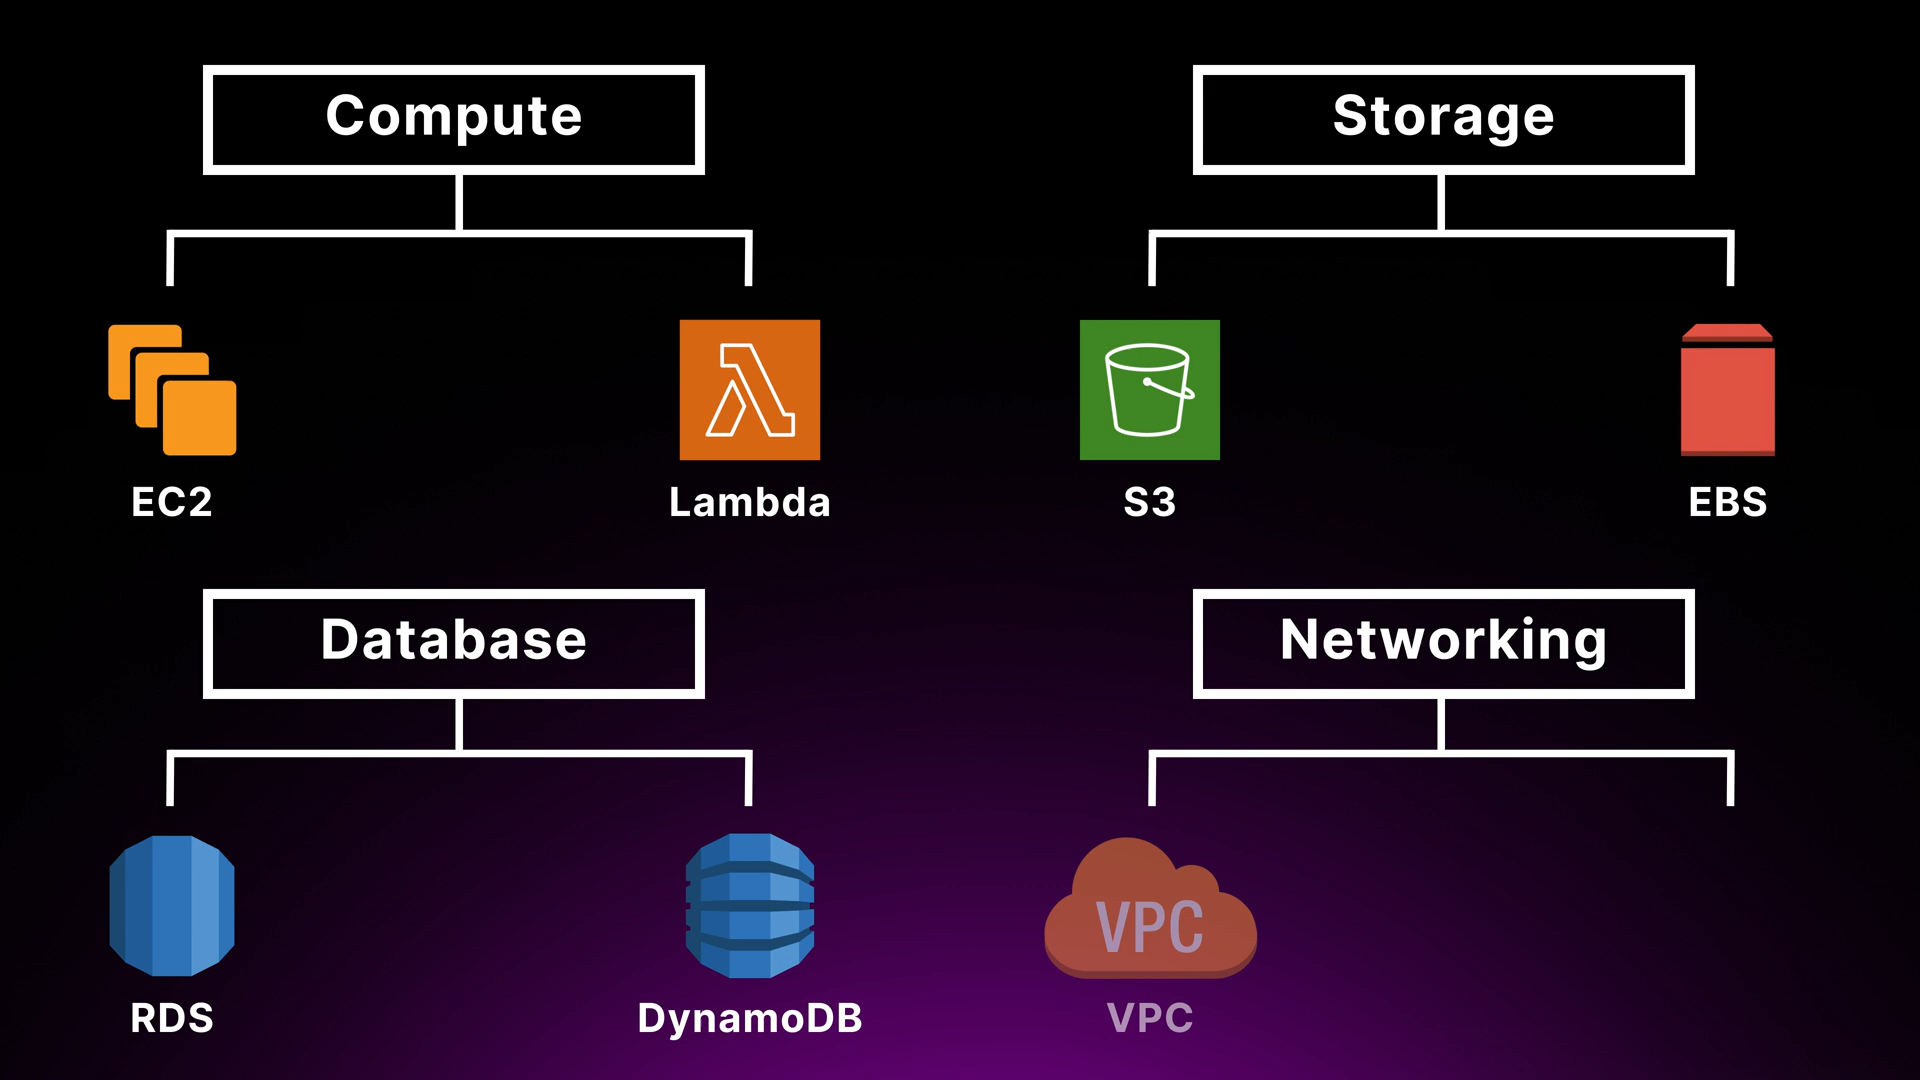 Compute
Storage
EC2
Lambda
S3
EBS
Database
Networking
RDS
DynamoDB
VPC
VPC